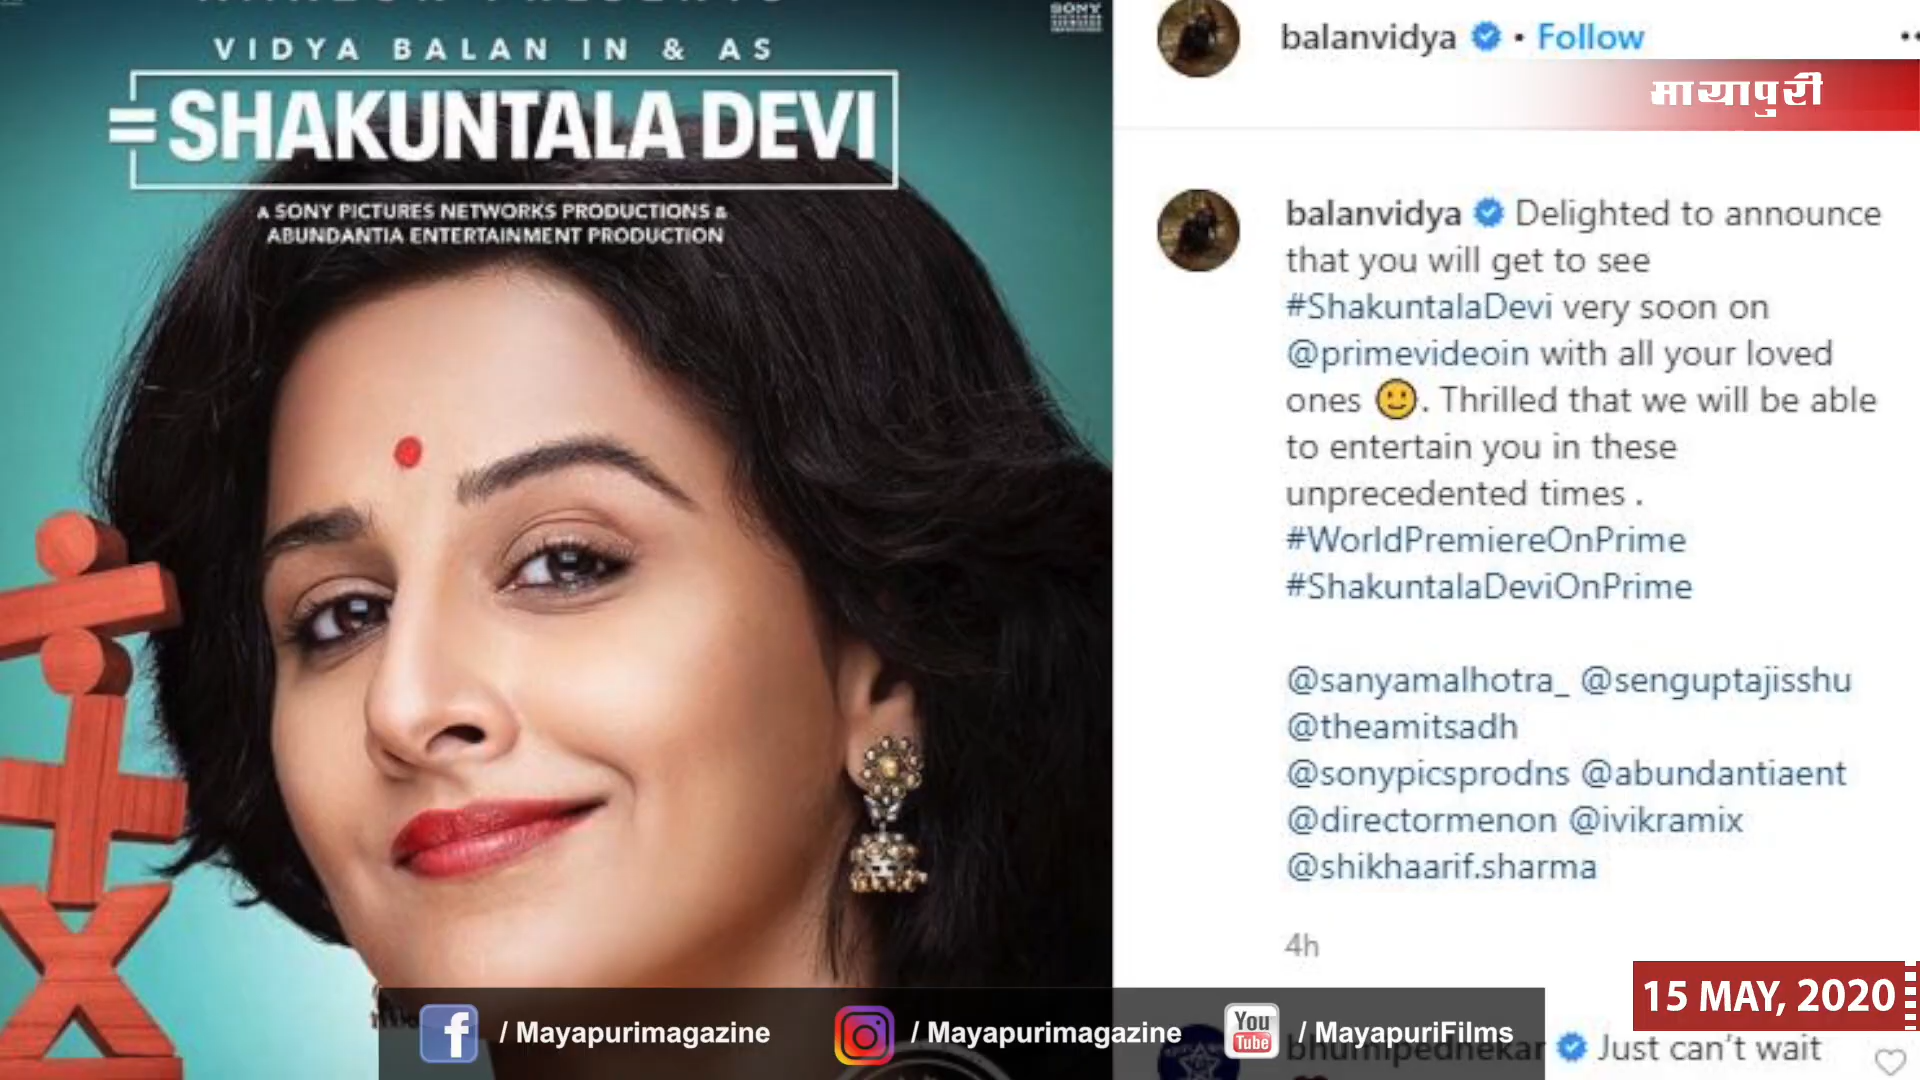 VIDYA BALAN IN & AS
=SHAKUNTALA DEVI
A SONY PICTURES NETWORKS PRODUCTIONS &
ABUNDANTIA ENTERTAINMENT PRODUCTION
SONY
balanvidya • Follow
मायापुरी
balanvidya Delighted to announce
that you will get to see
#ShakuntalaDevi very soon on
@primevideoin with all your loved
ones 🙂. Thrilled that we will be able
to entertain you in these
unprecedented times .
#WorldPremiereOnPrime
#ShakuntalaDeviOnPrime
@sanyamalhotra_ @senguptajisshu
@theamitsadh
@sonypicsprodns @abundantiaent
@directormenon @ivikramix
@shikhaarif.sharma
4h
15 MAY, 2020
bhumipednekar Just can't wait
f / Mayapurimagazine
/ Mayapurimagazine
You Tube / MayapuriFilms